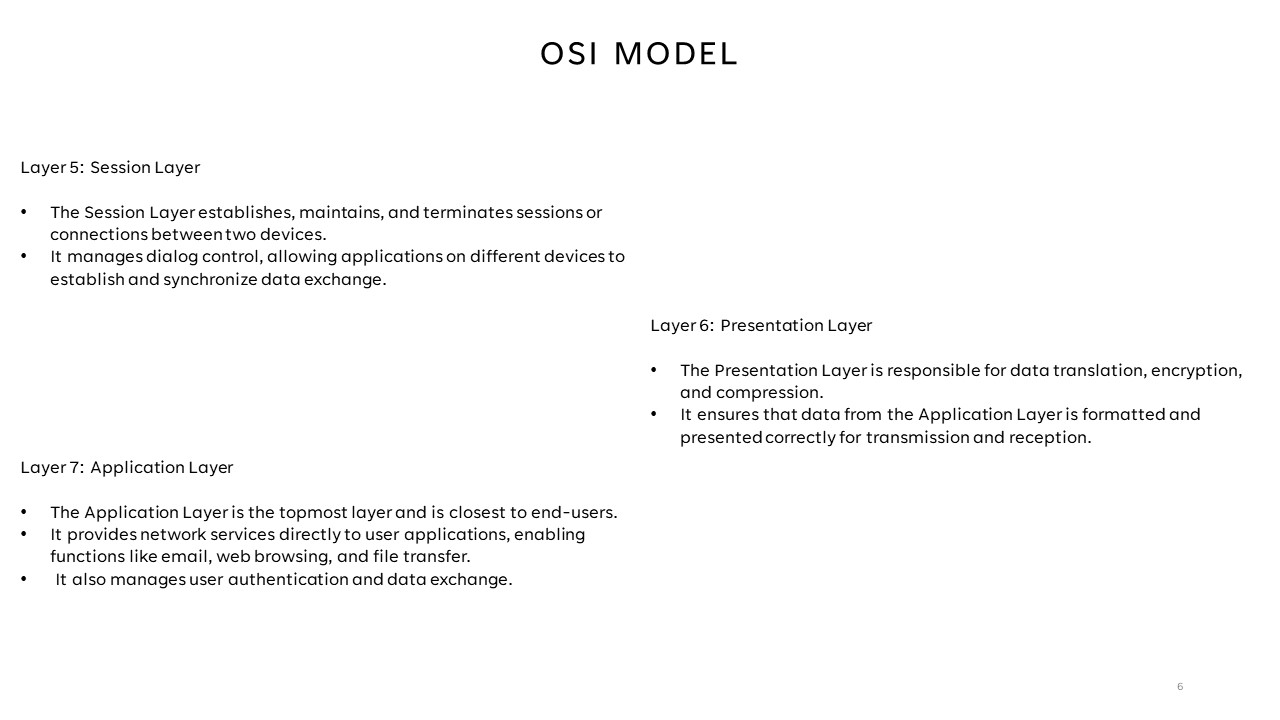 OSI MODEL
Layer 5: Session Layer
• The Session Layer establishes, maintains, and terminates sessions or
connections between two devices.
• It manages dialog control, allowing applications on different devices to
establish and synchronize data exchange.
Layer 6: Presentation Layer
• The Presentation Layer is responsible for data translation, encryption,
and compression.
• It ensures that data from the Application Layer is formatted and
presented correctly for transmission and reception.
Layer 7: Application Layer
• The Application Layer is the topmost layer and is closest to end-users.
• It provides network services directly to user applications, enabling
functions like email, web browsing, and file transfer.
• It also manages user authentication and data exchange.
6